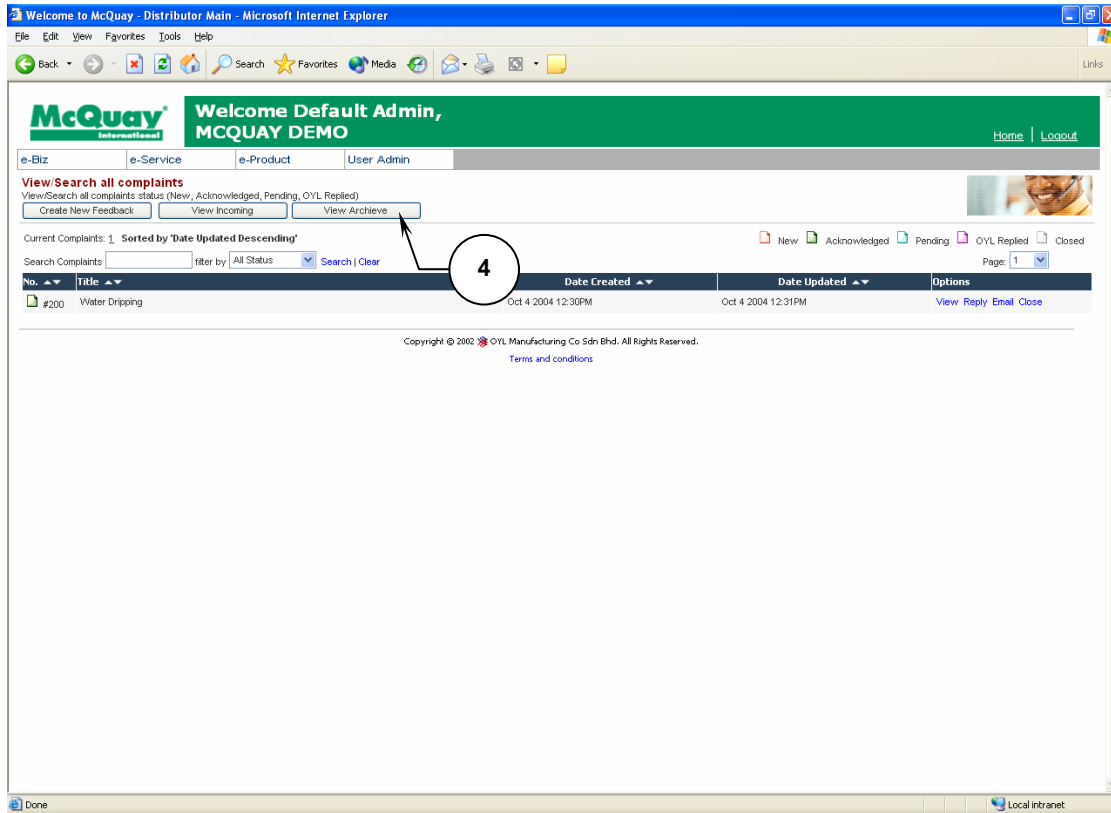 Welcome to McQuay - Distributor Main - Microsoft Internet Explorer
File Edit View Favorites Tools Help
Back Search Favorites Media Links
McQuay International
Welcome Default Admin,
MCQUAY DEMO
Home | Logout
e-Biz e-Service e-Product User Admin
View/Search all complaints
View/Search all complaints status (New, Acknowledged, Pending, OYL Replied)
Create New Feedback View Incoming View Archieve
Current Complaints: 1 Sorted by 'Date Updated Descending' New Acknowledged Pending OYL Replied Closed
Search Complaints filter by All Status Search | Clear Page: 1
4
No. ▲▼ Title ▲▼ Date Created ▲▼ Date Updated ▲▼ Options
#200 Water Dripping Oct 4 2004 12:30PM Oct 4 2004 12:31PM View Reply Email Close
Copyright © 2002 OYL Manufacturing Co Sdn Bhd. All Rights Reserved.
Terms and conditions
Done Local intranet